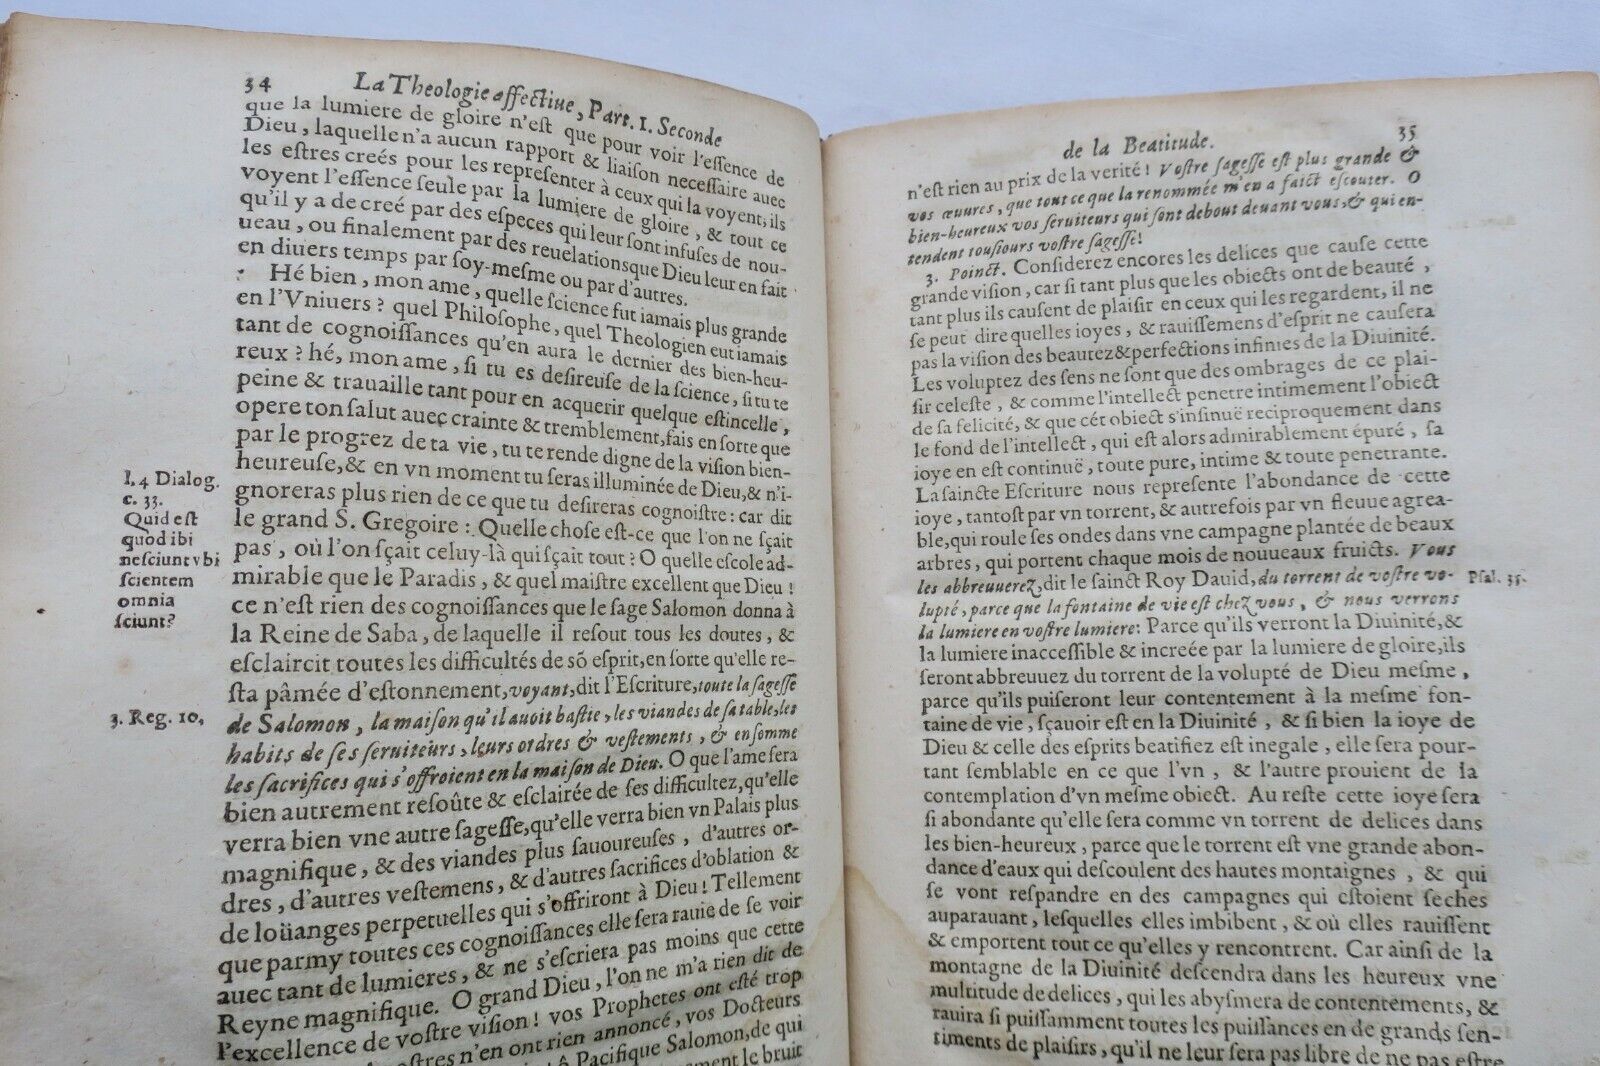 34 La Theologie affectiue, Part. I. Seconde
que la lumiere de gloire n'eſt que pour voir l'eſſence de
Dieu, laquelle n'a aucun rapport & liaiſon neceſſaire auec
les eſtres creés pour les repreſenter à ceux qui la voyent; ils
voyent l'eſſence ſeule par la lumiere de gloire, & tout ce
qu'il y a decreé par des eſpeces qui leur ſont infuſes de nou-
ueau, ou finalement par des reuelations que Dieu leur en fait
en diuers temps par ſoy-meſme ou par d'autres.
Hé bien, mon ame, quelle ſcience fut iamais plus grande
en l'Vniuers? quel Philoſophe, quel Theologien eut iamais
tant de cognoiſſances qu'en aura le dernier des bien-heu-
reux? hé, mon ame, ſi tu es deſireuſe de la ſcience, ſi tu te
peine & trauaille tant pour en acquerir quelque eſtincelle,
opere ton ſalut auec crainte & tremblement, fais en ſorte que
par le progrez de ta vie, tu te rende digne de la viſion bien-
heureuſe, & en vn moment tu ſeras illuminée de Dieu, & n'i-
gnoreras plus rien de ce que tu deſireras cognoiſtre: car dit
le grand S. Gregoire: Quelle choſe eſt-ce que l'on ne ſçait
pas, où l'on ſçait celuy-là qui ſçait tout? O quelle eſcole ad-
mirable que le Paradis, & quel maiſtre excellent que Dieu!
ce n'eſt rien des cognoiſſances que le ſage Salomon donna à
la Reine de Saba, de laquelle il reſout tous les doutes, &
eſclaircit toutes les difficultés de ſõ eſprit, en ſorte qu'elle re-
ſta pâmée d'eſtonnement, voyant, dit l'Eſcriture, toute la ſageſſe
de Salomon, la maiſon qu'il auoit baſtie, les viandes de ſa table, les
habits de ſes ſeruiteurs, leurs ordres & veſtements, & en ſomme
les ſacrifices qui s'offroient en la maiſon de Dieu. O que l'ame ſera
bien autrement reſoûte & eſclairée de ſes difficultez, qu'elle
verra bien vne autre ſageſſe, qu'elle verra bien vn Palais plus
magnifique, & des viandes plus ſauoureuſes, d'autres or-
dres, d'autres veſtemens, & d'autres ſacrifices d'oblation &
de loüanges perpetuelles qui s'offriront à Dieu! Tellement
que parmy toutes ces cognoiſſances elle ſera rauie de ſe voir
auec tant de lumieres, & ne s'eſcriera pas moins que cette
Reyne magnifique. O grand Dieu, l'on ne m'a rien dit de
l'excellence de voſtre viſion! vos Prophetes ont eſté trop
n'en ont rien annoncé, vos Docteurs
ô Pacifique Salomon, de qui
le bruit
I. 4 Dialog.
c. 33.
Quid eſt
quod ibi
neſciunt vbi
ſcientem
omnia
ſciunt?
3. Reg. 10,
de la Beatitude. 35
n'eſt rien au prix de la verité! Voſtre ſageſſe eſt plus grande &
vos œuures, que tout ce que la renommée m'en a faict eſcouter. O
bien-heureux vos ſeruiteurs qui ſont debout deuant vous, & qui en-
tendent touſiours voſtre ſageſſe!
3. Poinct. Conſiderez encores les delices que cauſe cette
grande viſion, car ſi tant plus que les obiects ont de beauté,
tant plus ils cauſent de plaiſir en ceux qui les regardent, il ne
ſe peut dire quelles ioyes, & rauiſſemens d'eſprit ne cauſera
pas la viſion des beautez & perfections infinies de la Diuinité.
Les voluptez des ſens ne ſont que des ombrages de ce plai-
ſir celeſte, & comme l'intellect penetre intimement l'obiect
de ſa felicité, & que cét obiect s'inſinuë reciproquement dans
le fond de l'intellect, qui eſt alors admirablement épuré, ſa
ioye en eſt continuë, toute pure, intime & toute penetrante.
La ſaincte Eſcriture nous repreſente l'abondance de cette
ioye, tantoſt par vn torrent, & autrefois par vn fleuue agrea-
ble, qui roule ſes ondes dans vne campagne plantée de beaux
arbres, qui portent chaque mois de nouueaux fruicts. Vous
les abbreuuerez, dit le ſainct Roy Dauid, du torrent de voſtre vo-
lupté, parce que la fontaine de vie eſt chez vous, & nous verrons
la lumiere en voſtre lumiere: Parce qu'ils verront la Diuinité, &
la lumiere inacceſſible & increée par la lumiere de gloire, ils
ſeront abbreuuez du torrent de la volupté de Dieu meſme,
parce qu'ils puiſeront leur contentement à la meſme fon-
taine de vie, ſçauoir eſt en la Diuinité, & ſi bien la ioye de
Dieu & celle des eſprits beatifiez eſt inegale, elle ſera pour-
tant ſemblable en ce que l'vn, & l'autre prouient de la
contemplation d'vn meſme obiect. Au reſte cette ioye ſera
ſi abondante qu'elle ſera comme vn torrent de delices dans
les bien-heureux, parce que le torrent eſt vne grande abon-
dance d'eaux qui deſcoulent des hautes montaignes, & qui
ſe vont reſpandre en des campagnes qui eſtoient ſeches
auparauant, leſquelles elles imbibent, & où elles rauiſſent
& emportent tout ce qu'elles y rencontrent. Car ainſi de la
montagne de la Diuinité deſcendra dans les heureux vne
multitude de delices, qui les abyſmera de contentements, &
rauira ſi puiſſamment toutes les puiſſances en de grands ſen-
timents de plaiſirs, qu'il ne leur ſera pas libre de ne pas eſtre
Pſal. 35.